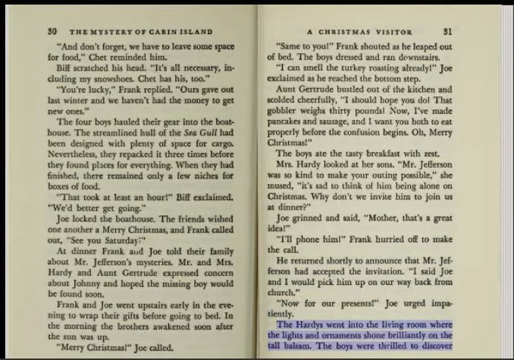 30 THE MYSTERY OF CABIN ISLAND
"And don't forget, we have to leave some space
for food," Chet reminded him.
Biff scratched his head. "It's all necessary, in-
cluding my snowshoes. Chet has his, too."
"You're lucky," Frank replied. "Ours gave out
last winter and we haven't had the money to get
new ones."
The four boys hauled their gear into the boat-
house. The streamlined hull of the Sea Gull had
been designed with plenty of space for cargo.
Nevertheless, they repacked it three times before
they found places for everything. When they had
finished, there remained only a few niches for
boxes of food.
"That took at least an hour!" Biff exclaimed.
"We'd better get going."
Joe locked the boathouse. The friends wished
one another a Merry Christmas, and Frank called
out, "See you Saturday!"
At dinner Frank and Joe told their family
about Mr. Jefferson's mysteries. Mr. and Mrs.
Hardy and Aunt Gertrude expressed concern
about Johnny and hoped the missing boy would
be found soon.
Frank and Joe went upstairs early in the eve-
ning to wrap their gifts before going to bed. In
the morning the brothers awakened soon after
the sun was up.
"Merry Christmas!" Joe called.
A CHRISTMAS VISITOR 31
"Same to you!" Frank shouted as he leaped out
of bed. The boys dressed and ran downstairs.
"I can smell the turkey roasting already!" Joe
exclaimed as he reached the bottom step.
Aunt Gertrude bustled out of the kitchen and
scolded cheerfully, "I should hope you do! That
gobbler weighs thirty pounds! Now, I've made
pancakes and sausage, and I want you both to eat
properly before the confusion begins. Oh, Merry
Christmas!"
The boys ate the tasty breakfast with zest.
Mrs. Hardy looked at her sons. "Mr. Jefferson
was so kind to make your outing possible," she
mused, "it's sad to think of him being alone on
Christmas. Why don't we invite him to join us
at dinner?"
Joe grinned and said, "Mother, that's a great
idea!"
"I'll phone him!" Frank hurried off to make
the call.
He returned shortly to announce that Mr. Jef-
ferson had accepted the invitation. "I said Joe
and I would pick him up on our way back from
church."
"Now for our presents!" Joe urged impa-
tiently.
The Hardys went into the living room where
the lights and ornaments shone brilliantly on the
tall balsam. The boys were thrilled to discover